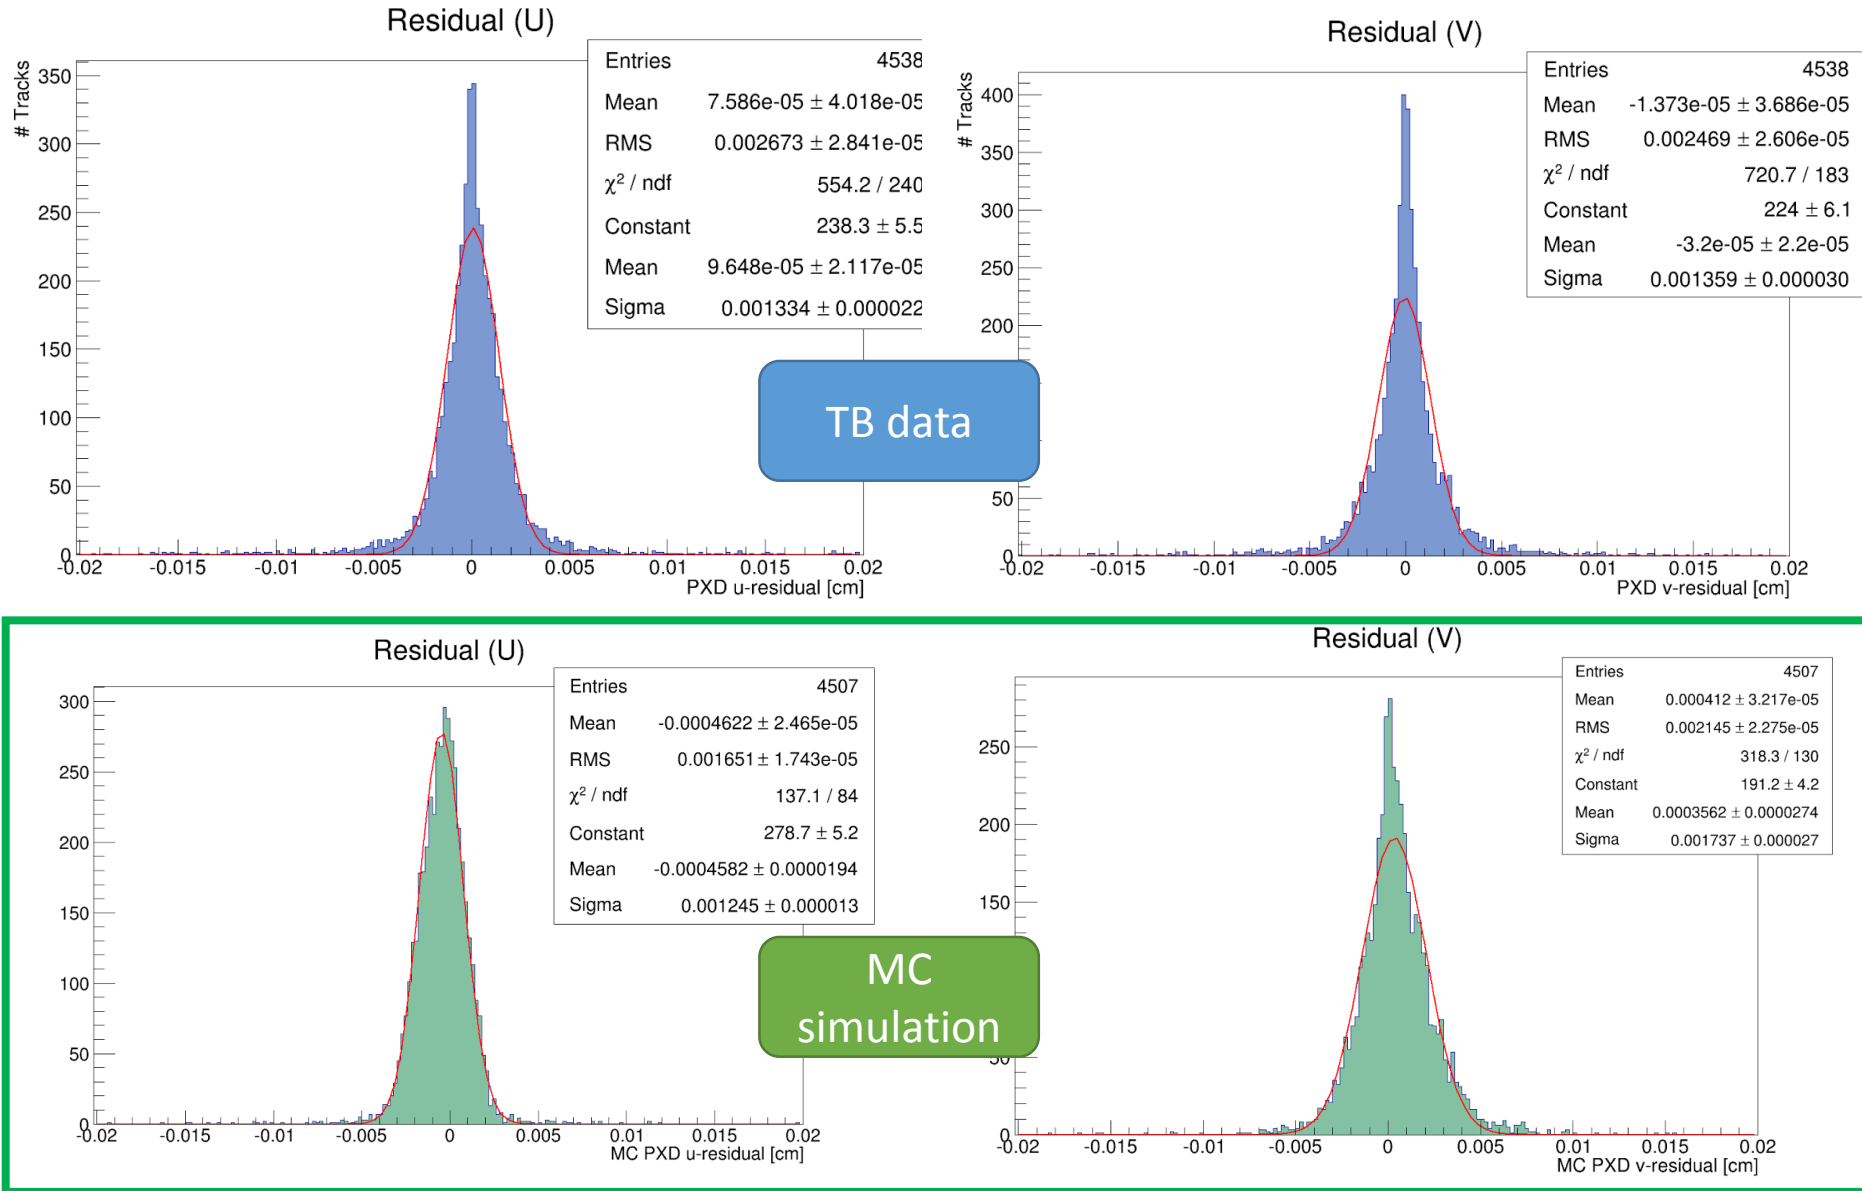 Residual (U)
# Tracks
350
300
250
200
150
100
50
0
-0.02 -0.015 -0.01 -0.005 0 0.005 0.01 0.015 0.02
PXD u-residual [cm]
Entries 4538
Mean 7.586e-05 ± 4.018e-05
RMS 0.002673 ± 2.841e-05
χ² / ndf 554.2 / 240
Constant 238.3 ± 5.5
Mean 9.648e-05 ± 2.117e-05
Sigma 0.001334 ± 0.000022
Residual (V)
# Tracks
400
350
300
250
200
50
0
-0.02 -0.015 -0.01 -0.005 0 0.005 0.01 0.015 0.02
PXD v-residual [cm]
Entries 4538
Mean -1.373e-05 ± 3.686e-05
RMS 0.002469 ± 2.606e-05
χ² / ndf 720.7 / 183
Constant 224 ± 6.1
Mean -3.2e-05 ± 2.2e-05
Sigma 0.001359 ± 0.000030
TB data
Residual (U)
300
250
200
150
100
50
0
-0.02 -0.015 -0.01 -0.005 0 0.005 0.01 0.015 0.02
MC PXD u-residual [cm]
Entries 4507
Mean -0.0004622 ± 2.465e-05
RMS 0.001651 ± 1.743e-05
χ² / ndf 137.1 / 84
Constant 278.7 ± 5.2
Mean -0.0004582 ± 0.0000194
Sigma 0.001245 ± 0.000013
Residual (V)
250
200
150
50
0
-0.02 -0.015 -0.01 -0.005 0 0.005 0.01 0.015 0.02
MC PXD v-residual [cm]
Entries 4507
Mean 0.000412 ± 3.217e-05
RMS 0.002145 ± 2.275e-05
χ² / ndf 318.3 / 130
Constant 191.2 ± 4.2
Mean 0.0003562 ± 0.0000274
Sigma 0.001737 ± 0.000027
MC
simulation